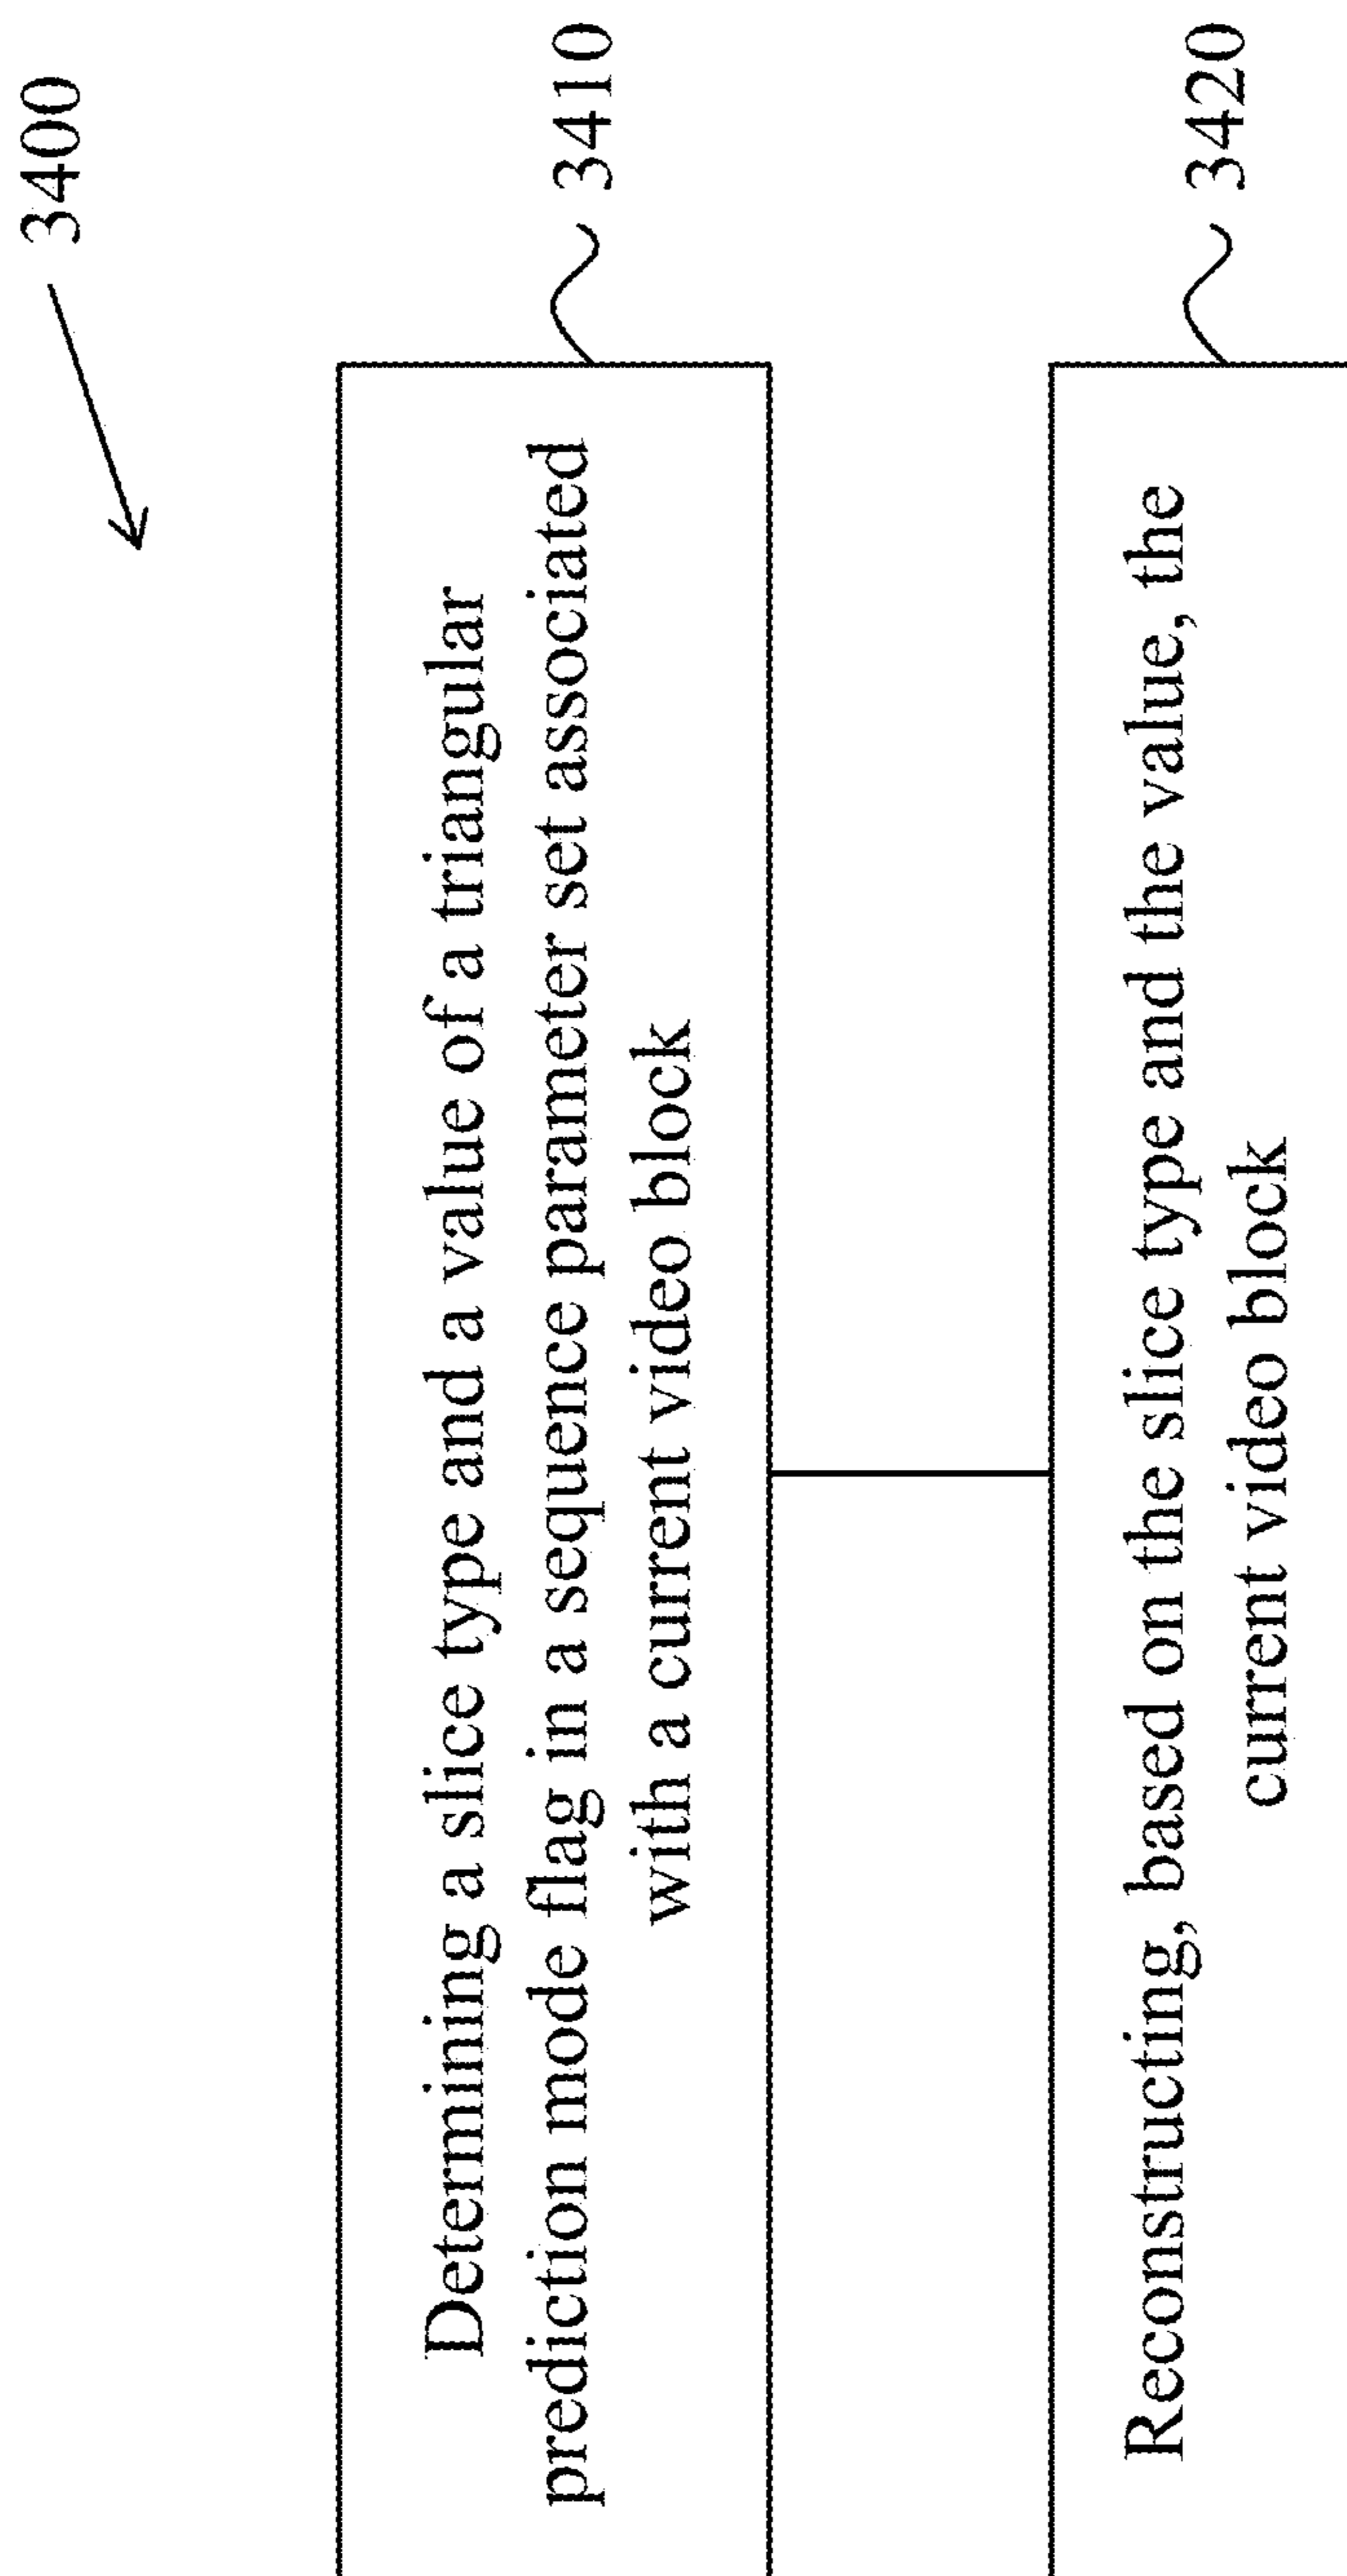 3400
Determining a slice type and a value of a triangular
prediction mode flag in a sequence parameter set associated
with a current video block
3410
Reconstructing, based on the slice type and the value, the
current video block
3420